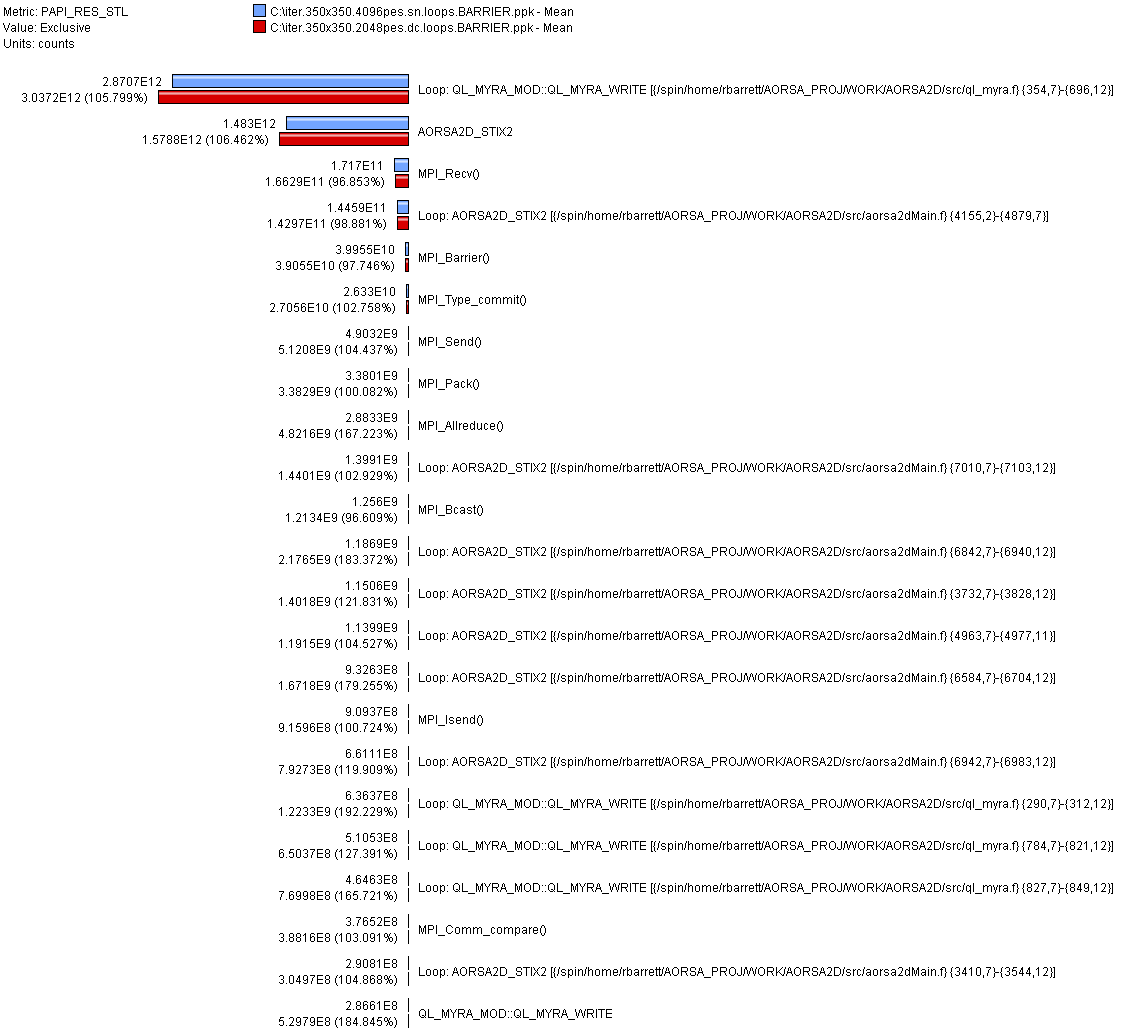 Metric: PAPI_RES_STL
Value: Exclusive
Units: counts
C:\iter.350x350.4096pes.sn.loops.BARRIER.ppk - Mean
C:\iter.350x350.2048pes.dc.loops.BARRIER.ppk - Mean
2.8707E12
3.0372E12 (105.799%)
Loop: QL_MYRA_MOD::QL_MYRA_WRITE [{/spin/home/rbarrett/AORSA_PROJ/WORK/AORSA2D/src/ql_myra.f} {354,7}-{696,12}]
1.483E12
1.5788E12 (106.462%)
AORSA2D_STIX2
1.717E11
1.6629E11 (96.853%)
MPI_Recv()
1.4459E11
1.4297E11 (98.881%)
Loop: AORSA2D_STIX2 [{/spin/home/rbarrett/AORSA_PROJ/WORK/AORSA2D/src/aorsa2dMain.f} {4155,2}-{4879,7}]
3.9955E10
3.9055E10 (97.746%)
MPI_Barrier()
2.633E10
2.7056E10 (102.758%)
MPI_Type_commit()
4.9032E9
5.1208E9 (104.437%)
MPI_Send()
3.3801E9
3.3829E9 (100.082%)
MPI_Pack()
2.8833E9
4.8216E9 (167.223%)
MPI_Allreduce()
1.3991E9
1.4401E9 (102.929%)
Loop: AORSA2D_STIX2 [{/spin/home/rbarrett/AORSA_PROJ/WORK/AORSA2D/src/aorsa2dMain.f} {7010,7}-{7103,12}]
1.256E9
1.2134E9 (96.609%)
MPI_Bcast()
1.1869E9
2.1765E9 (183.372%)
Loop: AORSA2D_STIX2 [{/spin/home/rbarrett/AORSA_PROJ/WORK/AORSA2D/src/aorsa2dMain.f} {6842,7}-{6940,12}]
1.1506E9
1.4018E9 (121.831%)
Loop: AORSA2D_STIX2 [{/spin/home/rbarrett/AORSA_PROJ/WORK/AORSA2D/src/aorsa2dMain.f} {3732,7}-{3828,12}]
1.1399E9
1.1915E9 (104.527%)
Loop: AORSA2D_STIX2 [{/spin/home/rbarrett/AORSA_PROJ/WORK/AORSA2D/src/aorsa2dMain.f} {4963,7}-{4977,11}]
9.3263E8
1.6718E9 (179.255%)
Loop: AORSA2D_STIX2 [{/spin/home/rbarrett/AORSA_PROJ/WORK/AORSA2D/src/aorsa2dMain.f} {6584,7}-{6704,12}]
9.0937E8
9.1596E8 (100.724%)
MPI_Isend()
6.6111E8
7.9273E8 (119.909%)
Loop: AORSA2D_STIX2 [{/spin/home/rbarrett/AORSA_PROJ/WORK/AORSA2D/src/aorsa2dMain.f} {6942,7}-{6983,12}]
6.3637E8
1.2233E9 (192.229%)
Loop: QL_MYRA_MOD::QL_MYRA_WRITE [{/spin/home/rbarrett/AORSA_PROJ/WORK/AORSA2D/src/ql_myra.f} {290,7}-{312,12}]
5.1053E8
6.5037E8 (127.391%)
Loop: QL_MYRA_MOD::QL_MYRA_WRITE [{/spin/home/rbarrett/AORSA_PROJ/WORK/AORSA2D/src/ql_myra.f} {784,7}-{821,12}]
4.6463E8
7.6998E8 (165.721%)
Loop: QL_MYRA_MOD::QL_MYRA_WRITE [{/spin/home/rbarrett/AORSA_PROJ/WORK/AORSA2D/src/ql_myra.f} {827,7}-{849,12}]
3.7652E8
3.8816E8 (103.091%)
MPI_Comm_compare()
2.9081E8
3.0497E8 (104.868%)
Loop: AORSA2D_STIX2 [{/spin/home/rbarrett/AORSA_PROJ/WORK/AORSA2D/src/aorsa2dMain.f} {3410,7}-{3544,12}]
2.8661E8
5.2979E8 (184.845%)
QL_MYRA_MOD::QL_MYRA_WRITE